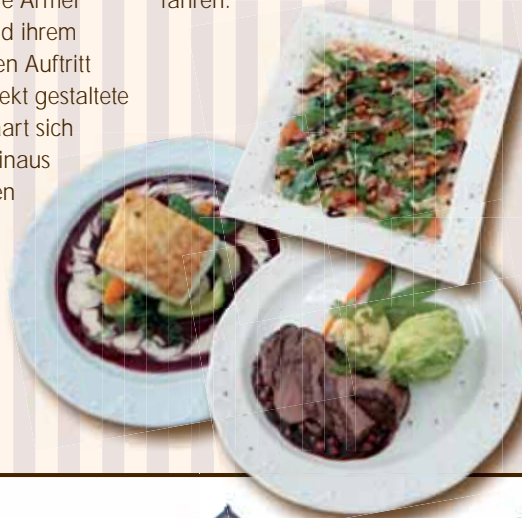 e Ärmel
d ihrem
en Auftritt
ekt gestaltete
art sich
inaus
en
fahren.